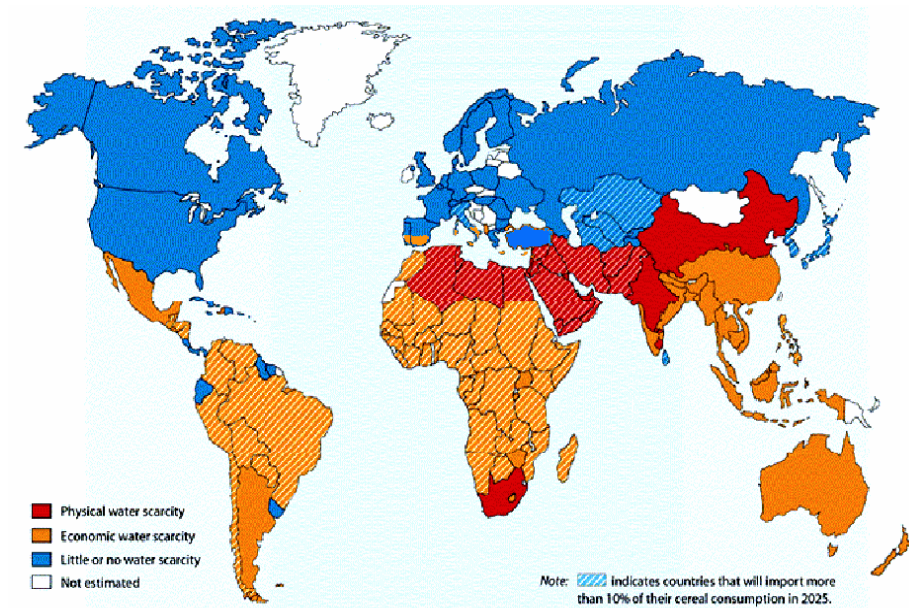 Physical water scarcity
Economic water scarcity
Little or no water scarcity
Not estimated
Note: indicates countries that will import more
than 10% of their cereal consumption in 2025.